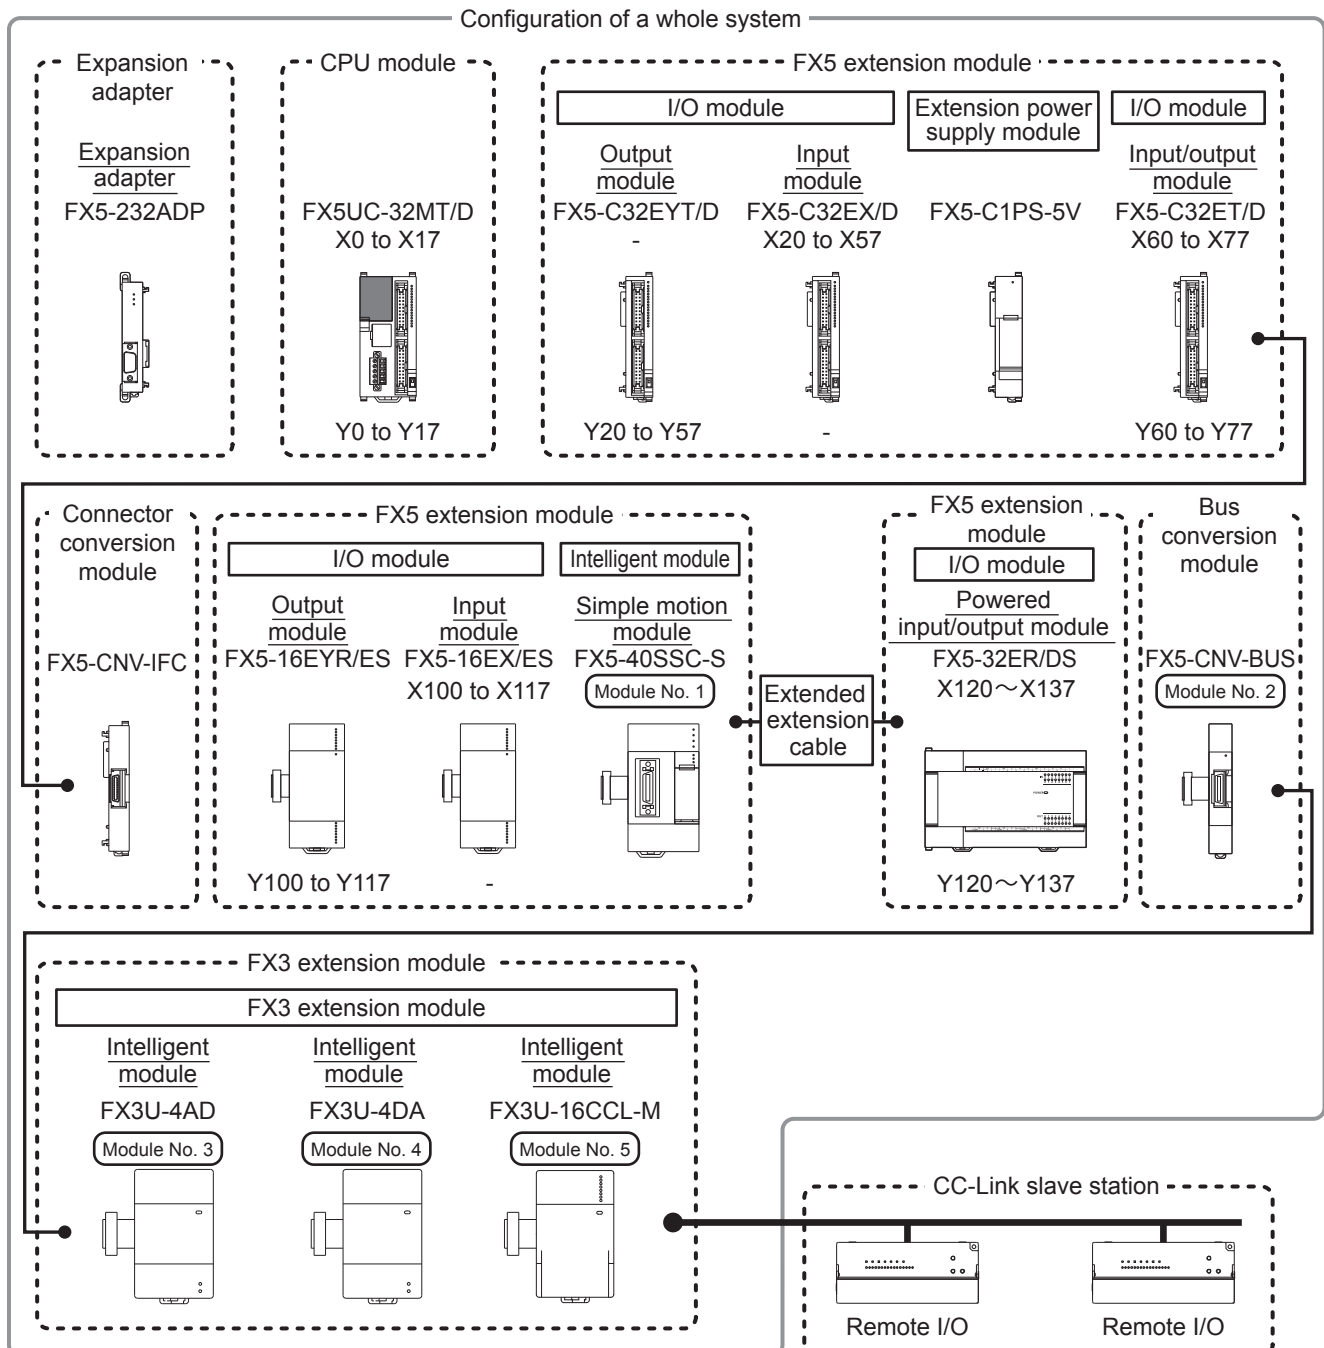 Configuration of a whole system
Expansion
adapter
CPU module
FX5 extension module
I/O module
Extension power
supply module
I/O module
Expansion
adapter
FX5-232ADP
FX5UC-32MT/D
X0 to X17
Output
module
FX5-C32EYT/D
-
Input
module
FX5-C32EX/D
X20 to X57
FX5-C1PS-5V
Input/output
module
FX5-C32ET/D
X60 to X77
Y0 to Y17
Y20 to Y57
-
Y60 to Y77
Connector
conversion
module
FX5 extension module
FX5 extension
module
Bus
conversion
module
I/O module
Intelligent module
I/O module
FX5-CNV-IFC
Output
module
FX5-16EYR/ES
Input
module
FX5-16EX/ES
X100 to X117
Simple motion
module
FX5-40SSC-S
Module No. 1
Extended
extension
cable
Powered
input/output module
FX5-32ER/DS
X120～X137
FX5-CNV-BUS
Module No. 2
Y100 to Y117
-
Y120～Y137
FX3 extension module
FX3 extension module
Intelligent
module
FX3U-4AD
Module No. 3
Intelligent
module
FX3U-4DA
Module No. 4
Intelligent
module
FX3U-16CCL-M
Module No. 5
CC-Link slave station
Remote I/O
Remote I/O